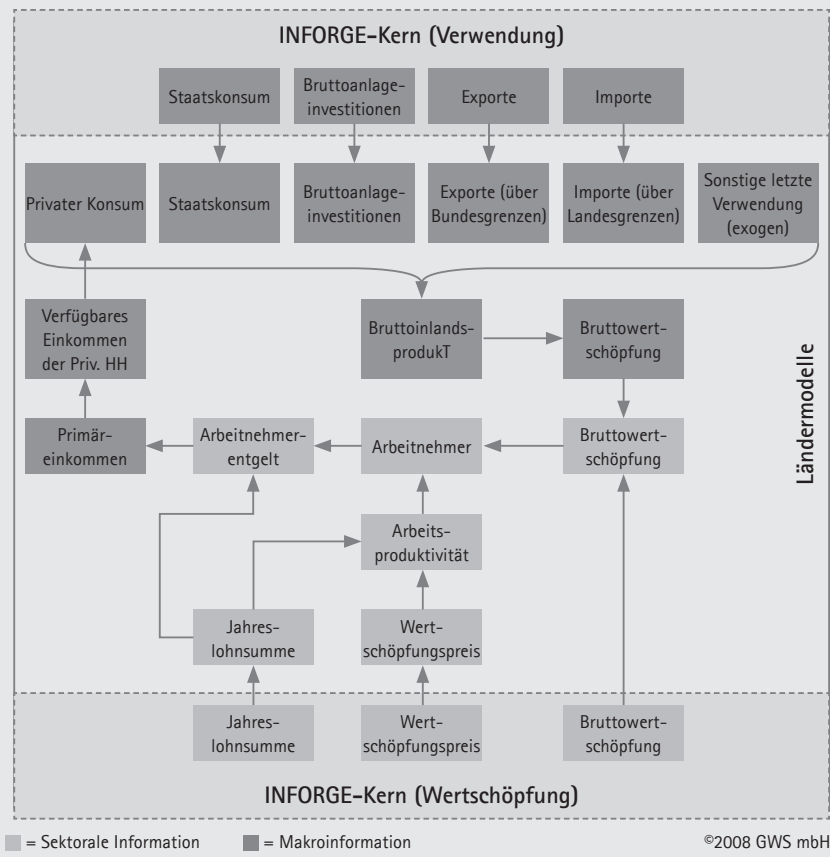 INFORGE-Kern (Verwendung)
Staatskonsum
Bruttoanlage-
investitionen
Exporte
Importe
Privater Konsum
Staatskonsum
Bruttoanlage-
investitionen
Exporte (über
Bundesgrenzen)
Importe (über
Landesgrenzen)
Sonstige letzte
Verwendung
(exogen)
Verfügbares
Einkommen
der Priv. HH
Bruttoinlands-
produkT
Bruttowert-
schöpfung
Ländermodelle
Primär-
einkommen
Arbeitnehmer-
entgelt
Arbeitnehmer
Bruttowert-
schöpfung
Arbeits-
produktivität
Jahres-
lohnsumme
Wert-
schöpfungspreis
Jahres-
lohnsumme
Wert-
schöpfungspreis
Bruttowert-
schöpfung
INFORGE-Kern (Wertschöpfung)
= Sektorale Information
= Makroinformation
©2008 GWS mbH